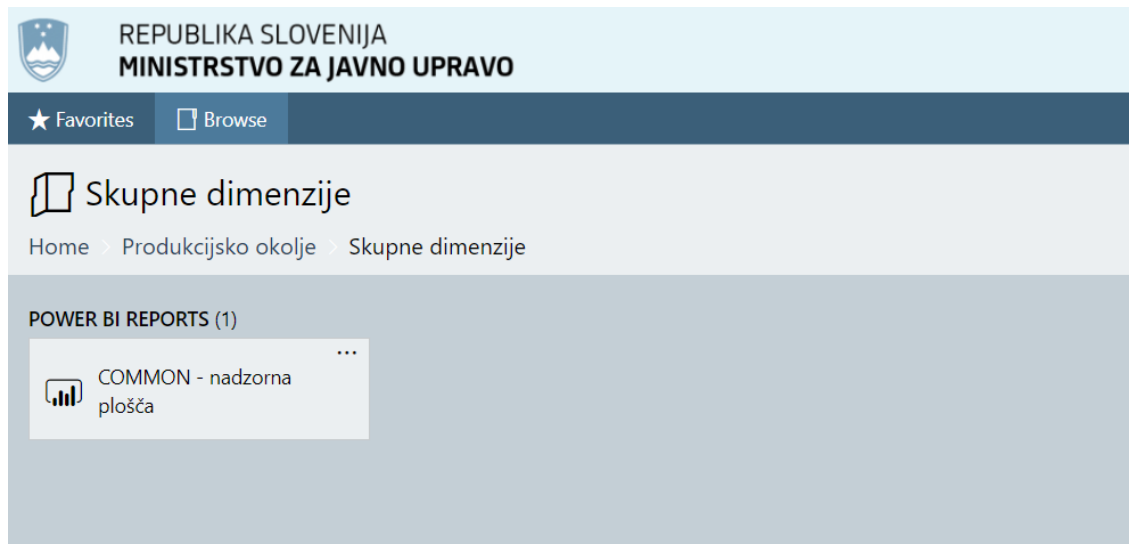 REPUBLIKA SLOVENIJA
MINISTRSTVO ZA JAVNO UPRAVO
Favorites Browse
Skupne dimenzije
Home > Produkcijsko okolje > Skupne dimenzije
POWER BI REPORTS (1)
...
COMMON - nadzorna
plošča